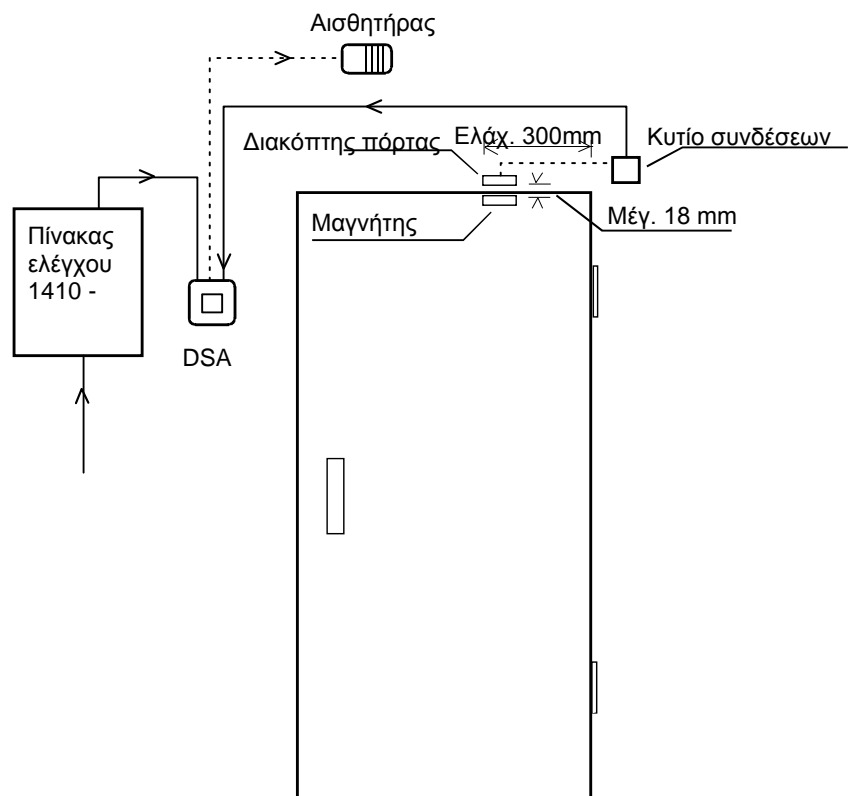 Αισθητήρας
Ελάχ. 300mm
Κυτίο συνδέσεων
Διακόπτης πόρτας
Μαγνήτης
Μέγ. 18 mm
Πίνακας
ελέγχου
1410 -
DSA